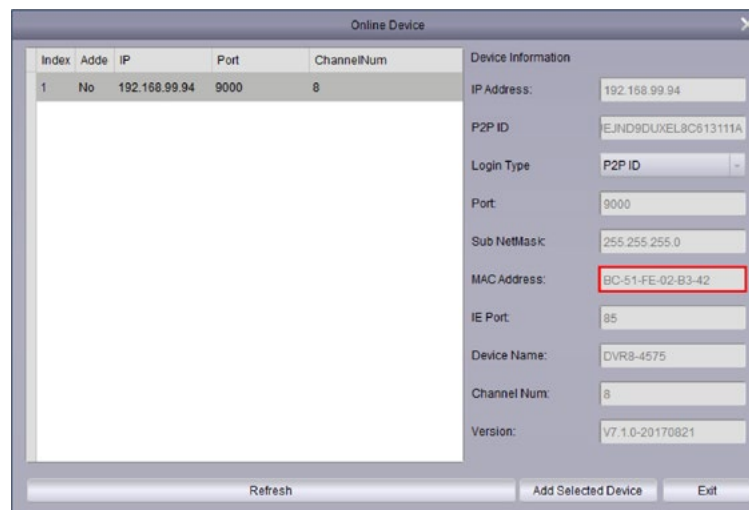 Online Device
Index Adde IP Port ChannelNum
1 No 192.168.99.94 9000 8
Device Information
IP Address: 192.168.99.94
P2P ID IEJND9DUXEL8C613111A
Login Type P2P ID
Port: 9000
Sub NetMask: 255.255.255.0
MAC Address: BC-51-FE-02-B3-42
IE Port: 85
Device Name: DVR8-4575
Channel Num: 8
Version: V7.1.0-20170821
Refresh Add Selected Device Exit